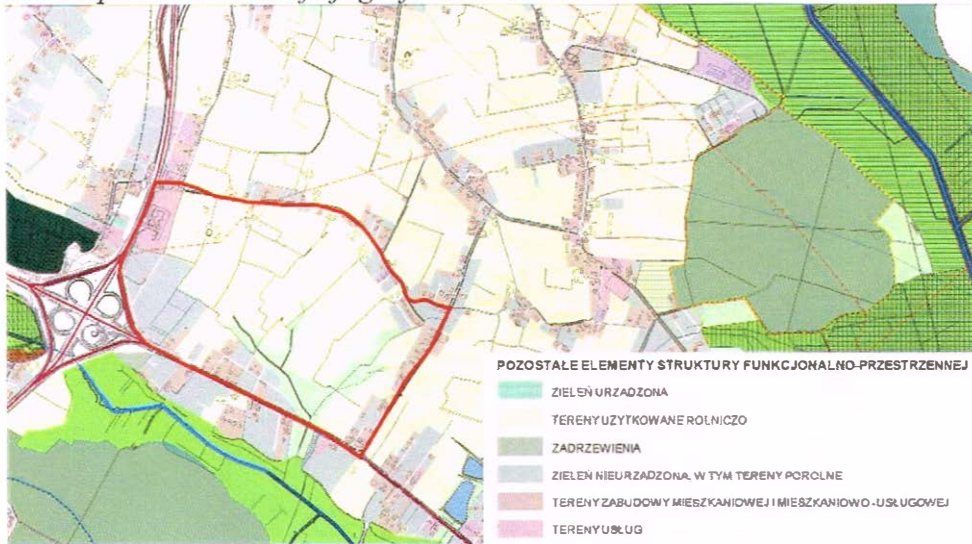 POZOSTAŁE ELEMENTY STRUKTURY FUNKCJONALNO-PRZESTRZENNEJ
ZIELEŃ URZĄDZONA
TERENY UŻYTKOWANE ROLNICZO
ZADRZEWIENIA
ZIELEŃ NIEURZĄDZONA, W TYM TERENY POROLNE
TERENY ZABUDOWY MIESZKANIOWEJ I MIESZKANIOWO-USŁUGOWEJ
TERENY USŁUG